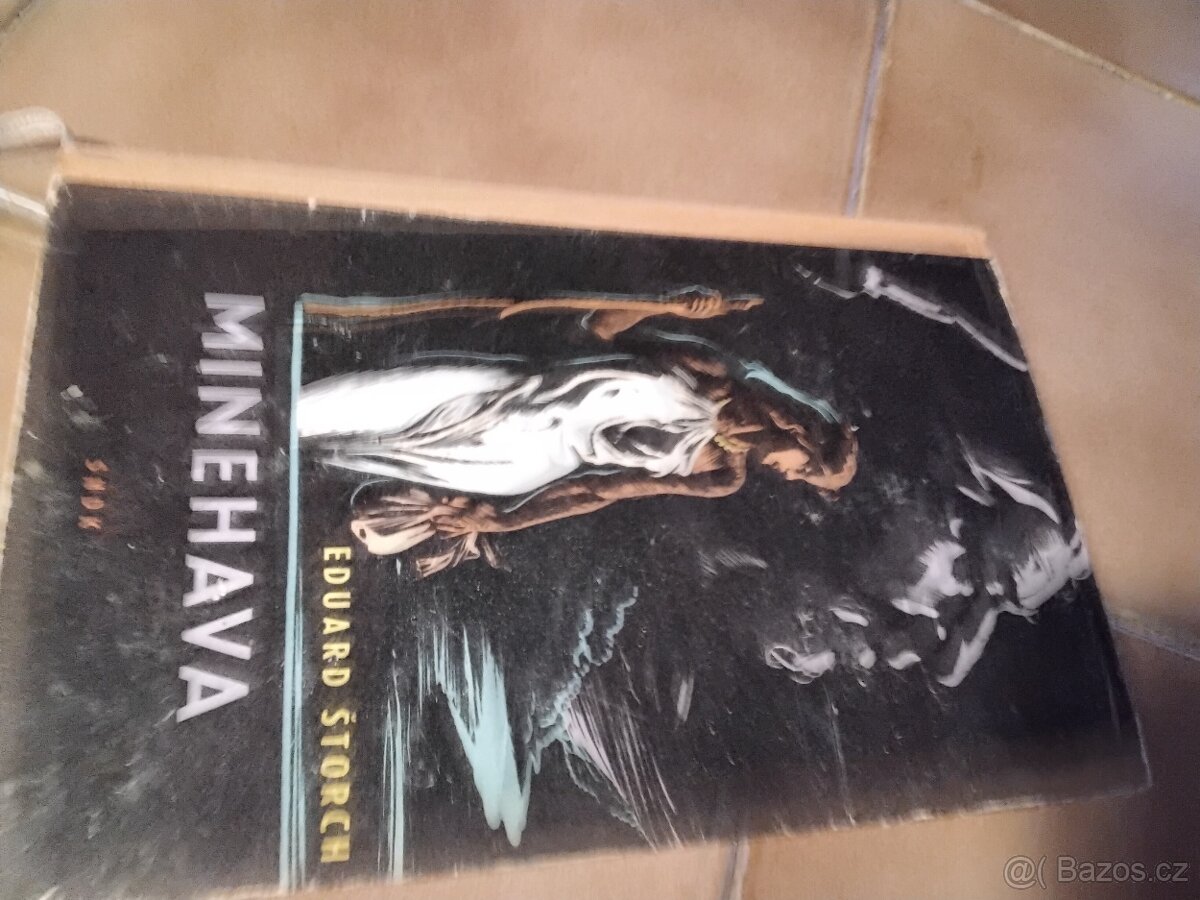 EDUARD ŠTORCH
MINEHAVA
SNDK
@( Bazos.cz